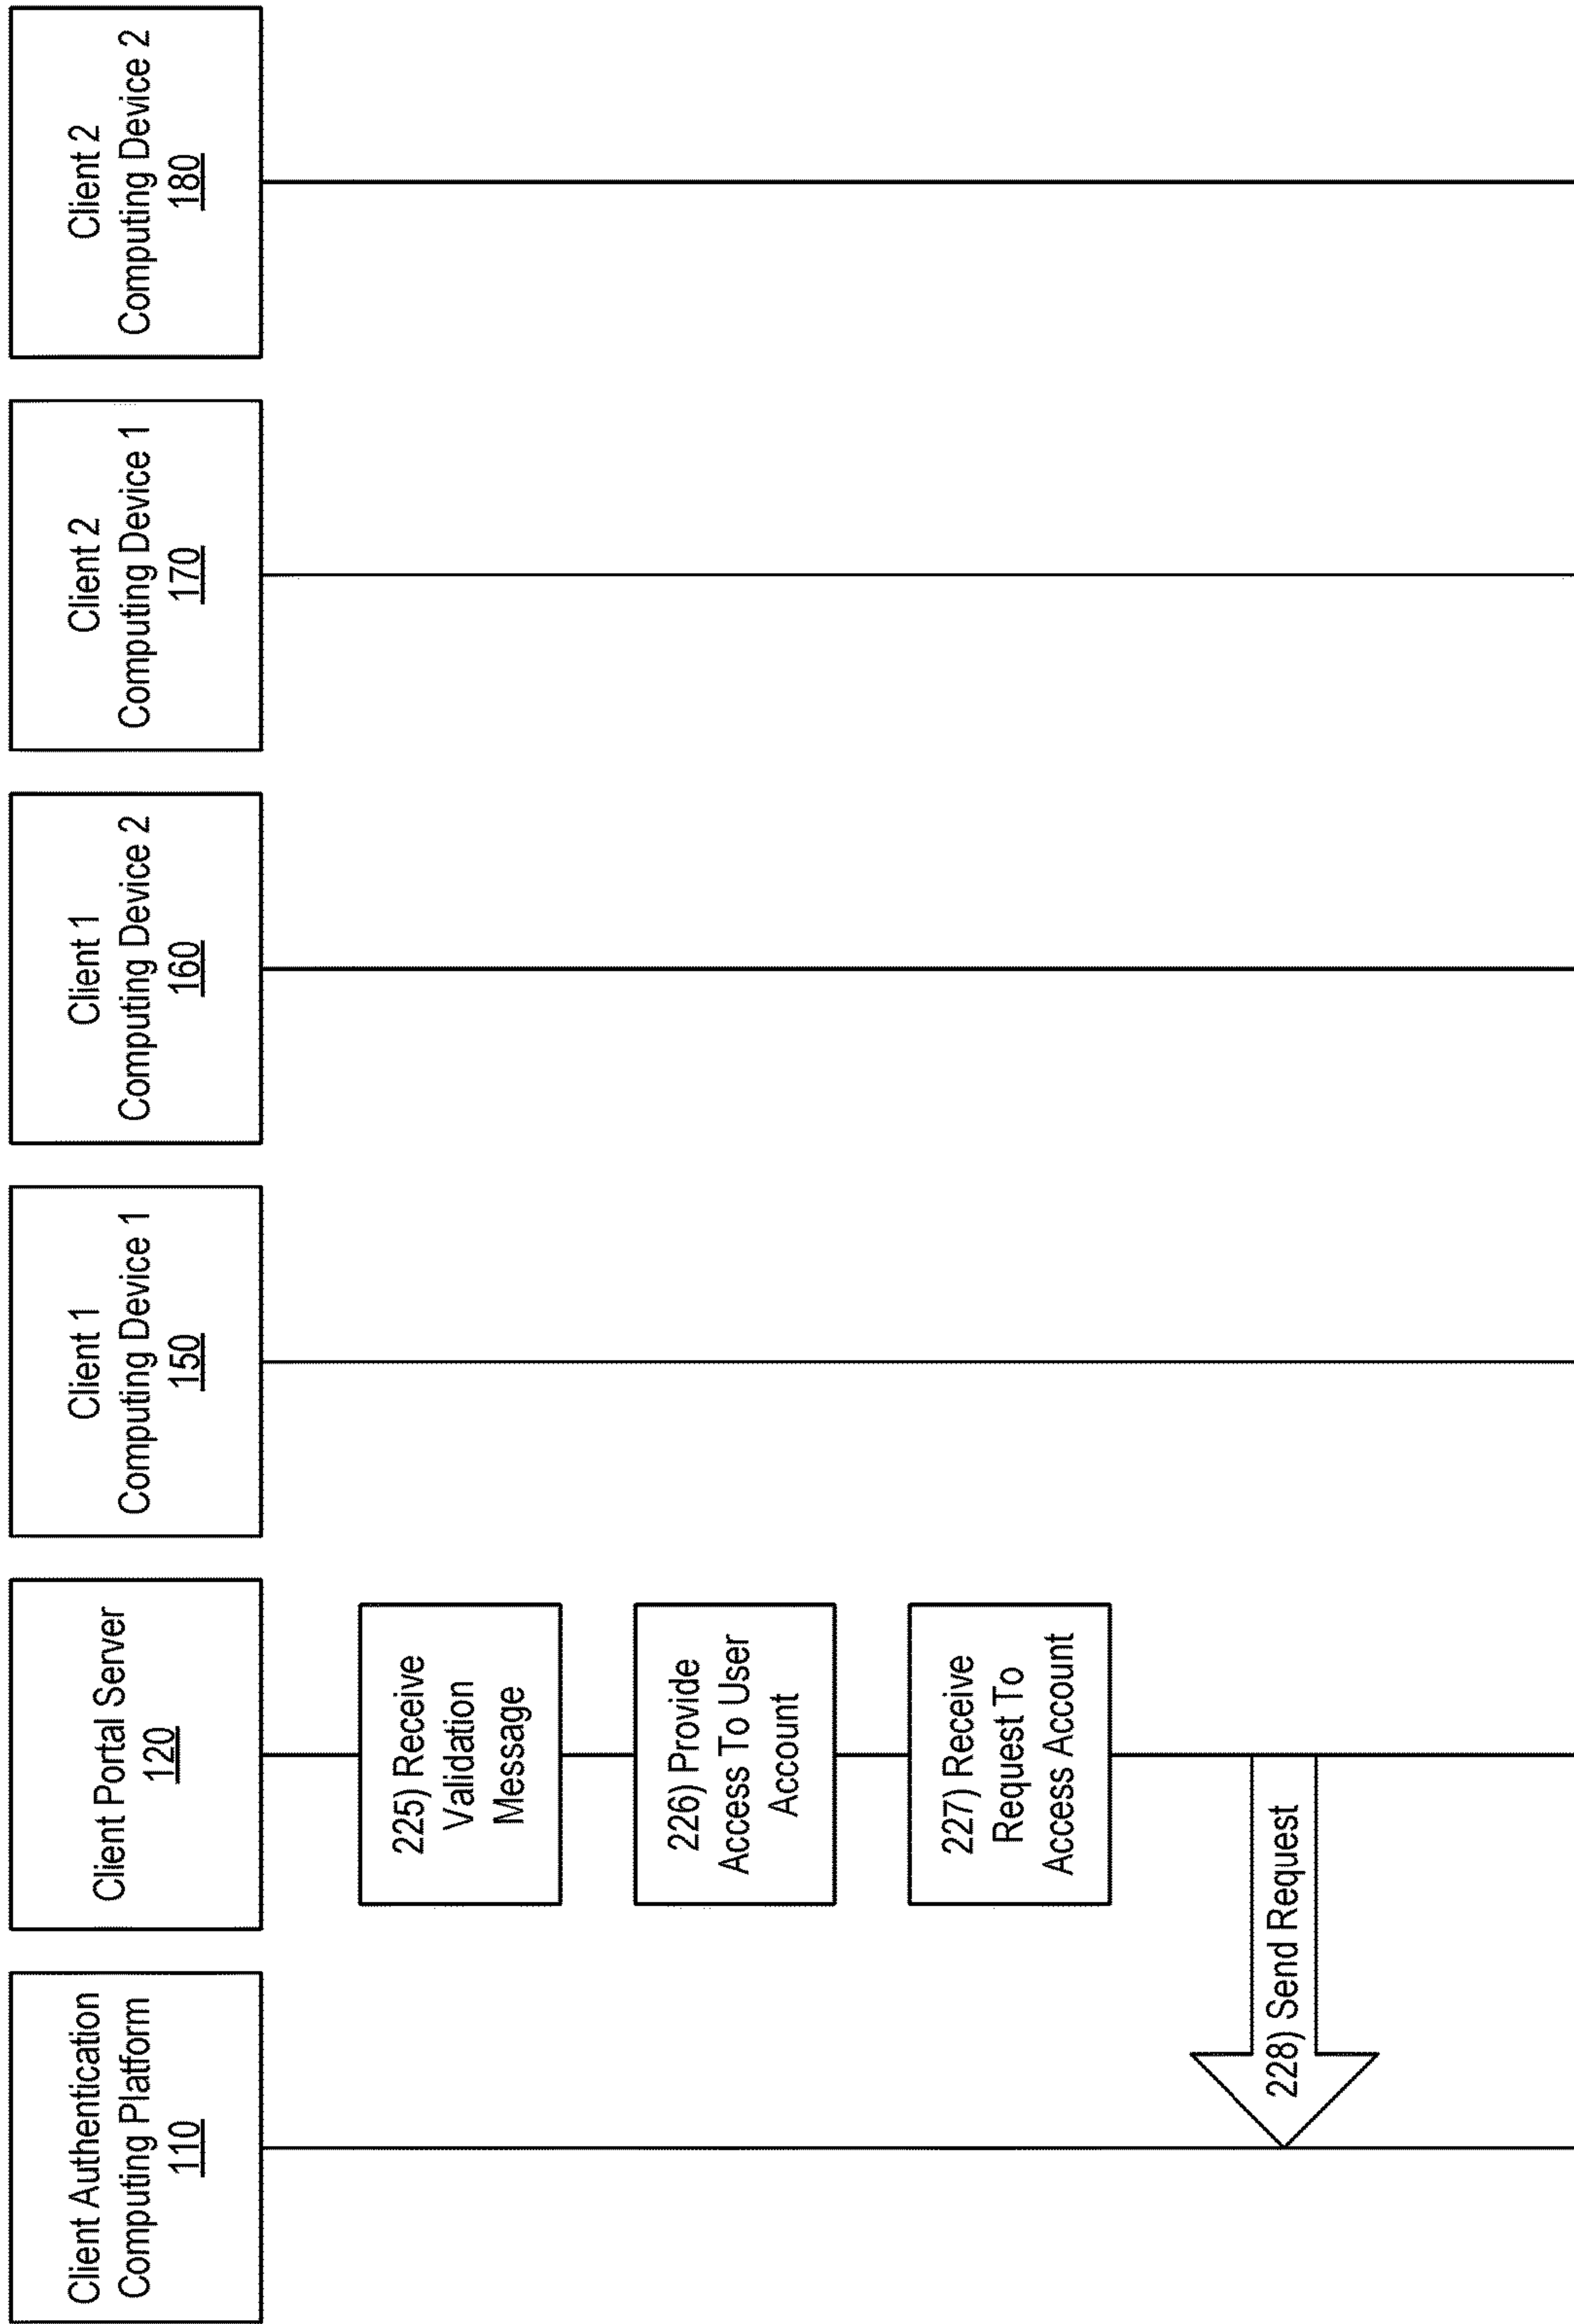 Client Authentication
Computing Platform
110
Client Portal Server
120
Client 1
Computing Device 1
150
Client 1
Computing Device 2
160
Client 2
Computing Device 1
170
Client 2
Computing Device 2
180
225) Receive
Validation
Message
226) Provide
Access To User
Account
227) Receive
Request To
Access Account
228) Send Request